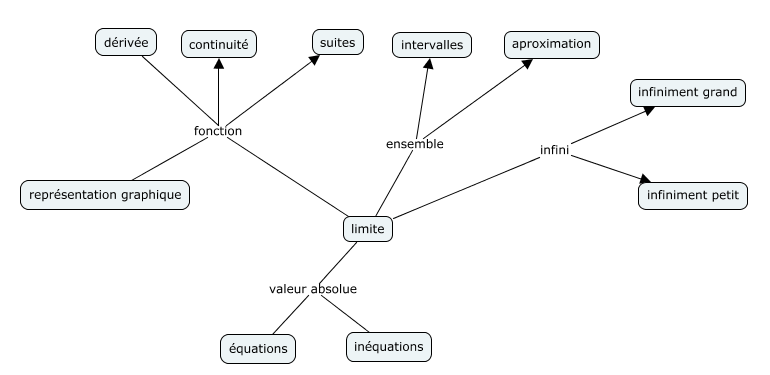 dérivée
continuité
suites
intervalles
aproximation
infiniment grand
fonction
ensemble
infini
représentation graphique
infiniment petit
limite
valeur absolue
équations
inéquations